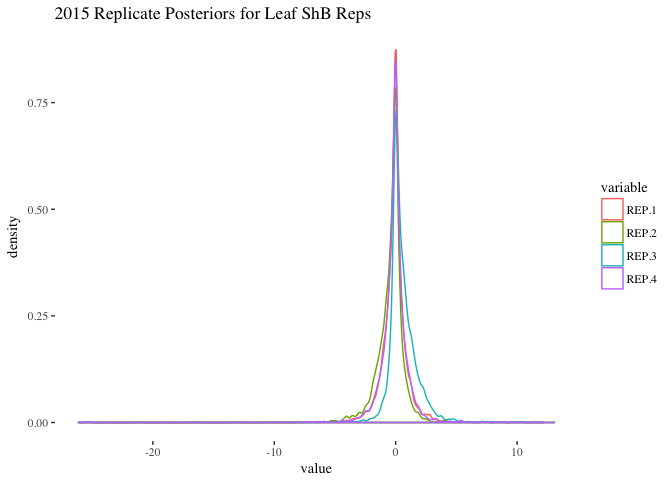 2015 Replicate Posteriors for Leaf ShB Reps
0.75
0.50
0.25
0.00
density
-20
-10
0
10
value
variable
REP.1
REP.2
REP.3
REP.4